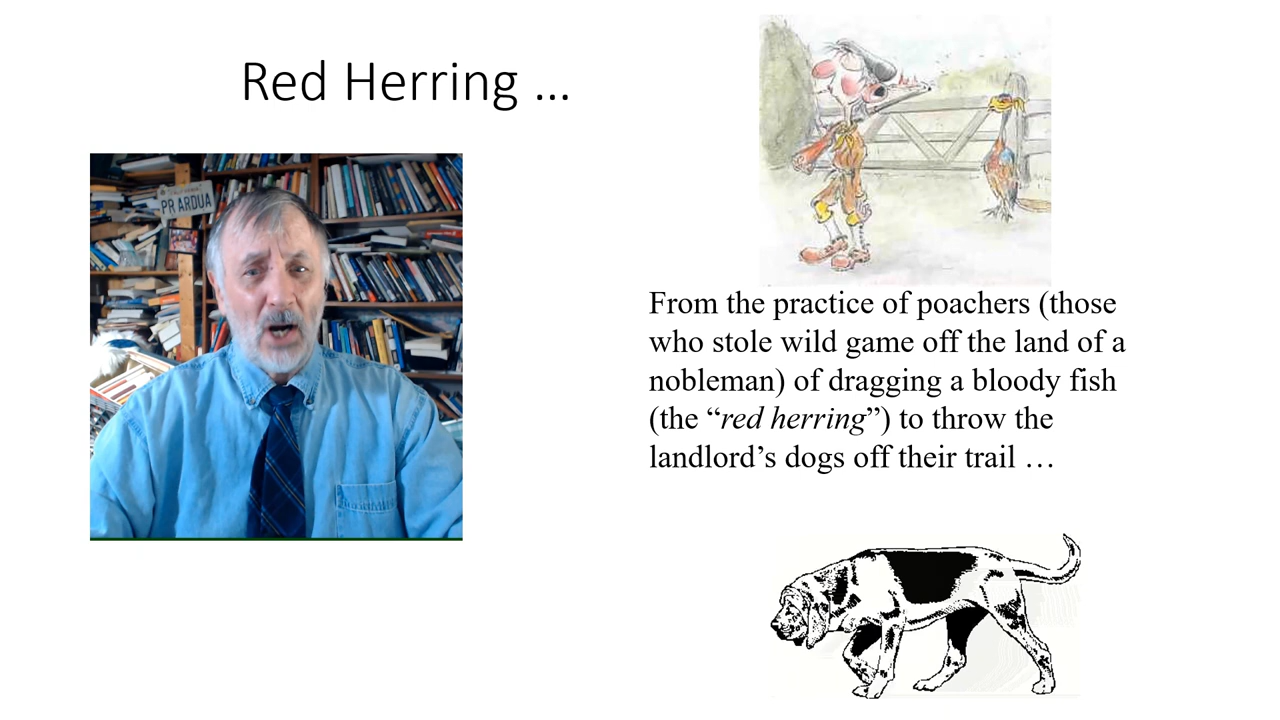 Red Herring …
PR ARDUA
From the practice of poachers (those
who stole wild game off the land of a
nobleman) of dragging a bloody fish
(the “red herring”) to throw the
landlord’s dogs off their trail …